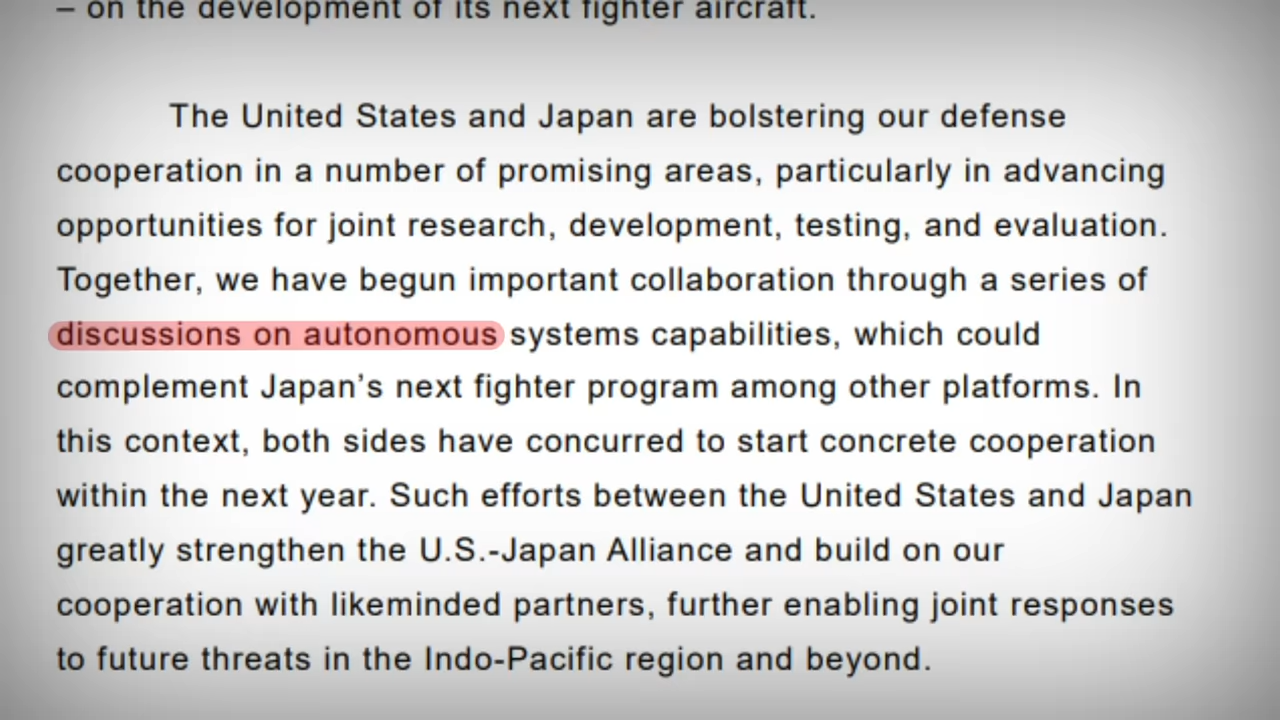 – on the development of its next fighter aircraft.
The United States and Japan are bolstering our defense
cooperation in a number of promising areas, particularly in advancing
opportunities for joint research, development, testing, and evaluation.
Together, we have begun important collaboration through a series of
discussions on autonomous systems capabilities, which could
complement Japan’s next fighter program among other platforms. In
this context, both sides have concurred to start concrete cooperation
within the next year. Such efforts between the United States and Japan
greatly strengthen the U.S.-Japan Alliance and build on our
cooperation with likeminded partners, further enabling joint responses
to future threats in the Indo-Pacific region and beyond.